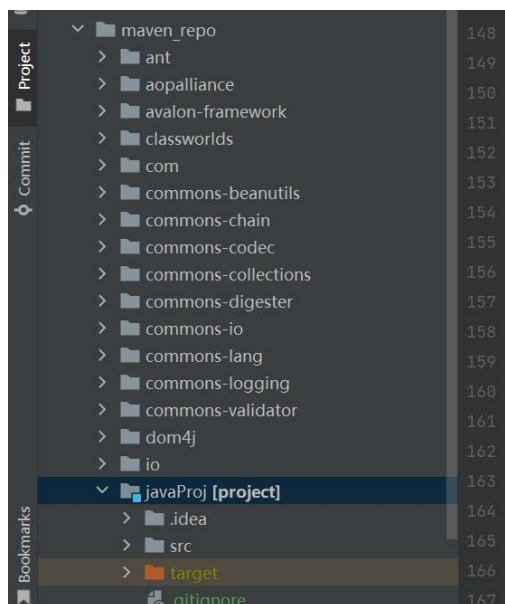 Project
Commit
Bookmarks
maven_repo
ant
aopalliance
avalon-framework
classworlds
com
commons-beanutils
commons-chain
commons-codec
commons-collections
commons-digester
commons-io
commons-lang
commons-logging
commons-validator
dom4j
io
javaProj [project]
.idea
src
target
.gitignore
148
149
150
151
152
153
154
155
156
157
158
159
160
161
162
163
164
165
166
167